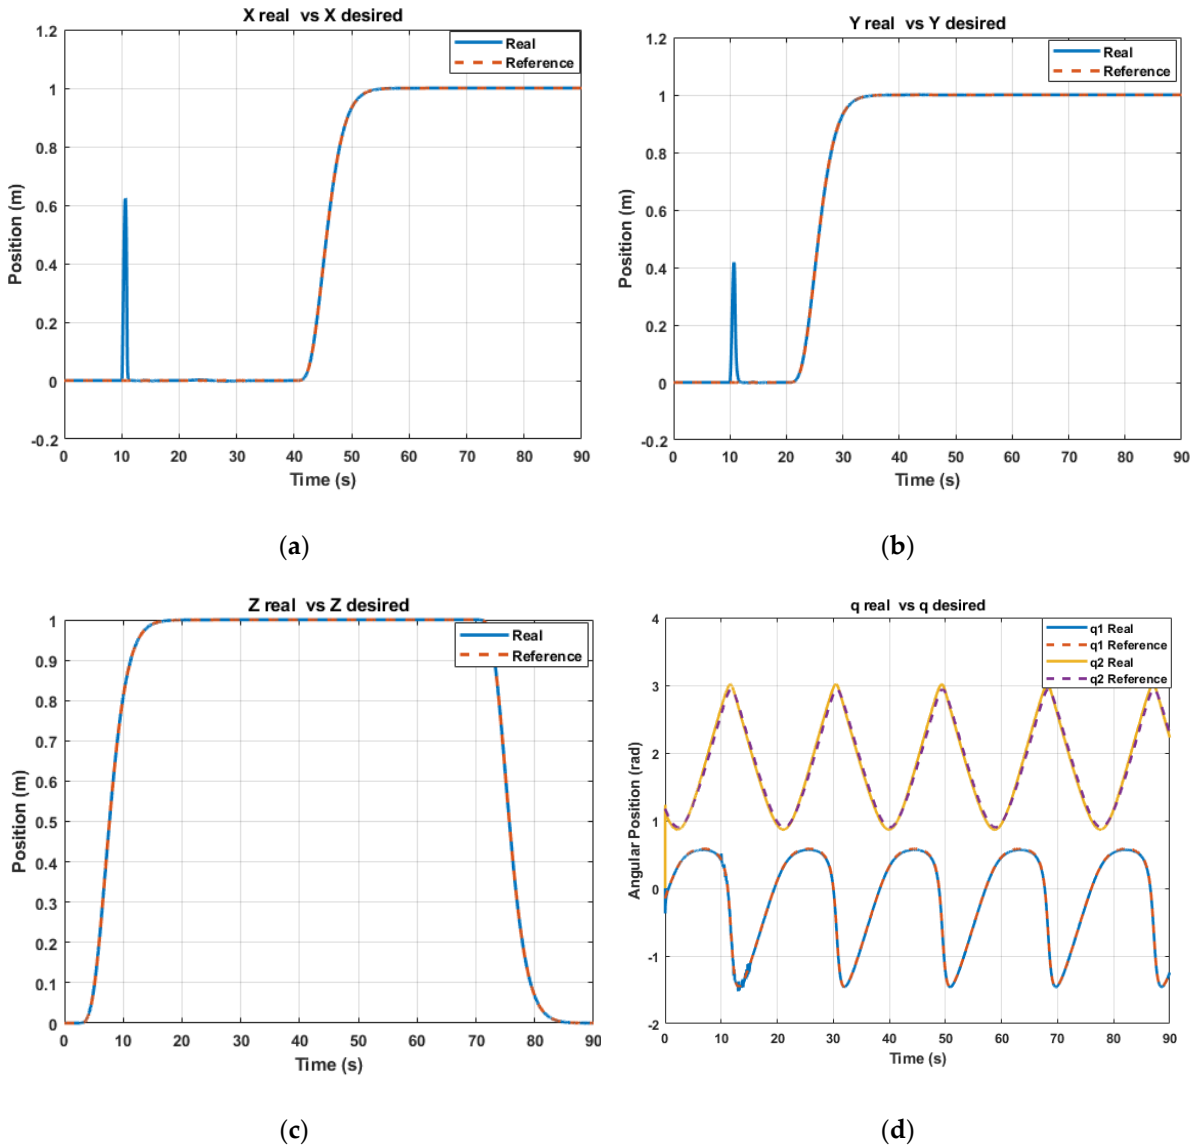 X real vs X desired
Real
Reference
1.2
1
0.8
0.6
0.4
0.2
0
-0.2
Position (m)
0 10 20 30 40 50 60 70 80 90
Time (s)
(a)
Y real vs Y desired
Real
Reference
1.2
1
0.8
0.6
0.4
0.2
0
-0.2
Position (m)
0 10 20 30 40 50 60 70 80 90
Time (s)
(b)
Z real vs Z desired
Real
Reference
1
0.9
0.8
0.7
0.6
0.5
0.4
0.3
0.2
0.1
0
Position (m)
0 10 20 30 40 50 60 70 80 90
Time (s)
(c)
q real vs q desired
q1 Real
q1 Reference
q2 Real
q2 Reference
4
3
2
1
0
-1
-2
Angular Position (rad)
0 10 20 30 40 50 60 70 80 90
Time (s)
(d)